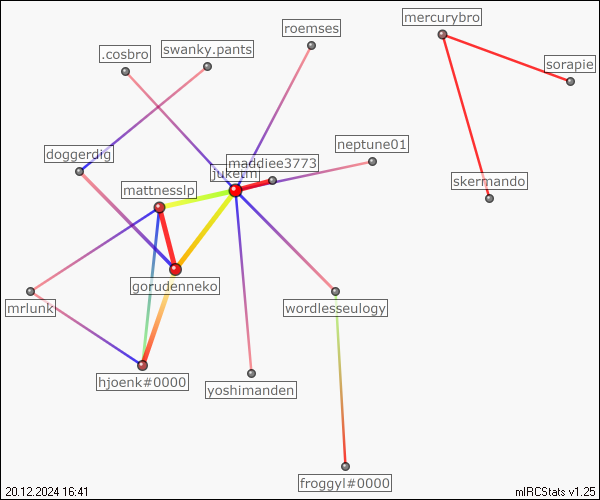 mercurybro
roemses
.cosbro
swanky.pants
sorapie
neptune01
doggerdig
maddiee3773
skermando
mattnesslp
gorudenneko
mrlunk
wordlesseulogy
hjoenk#0000
yoshimanden
froggyl#0000
20.12.2024 16:41
mIRCStats v1.25